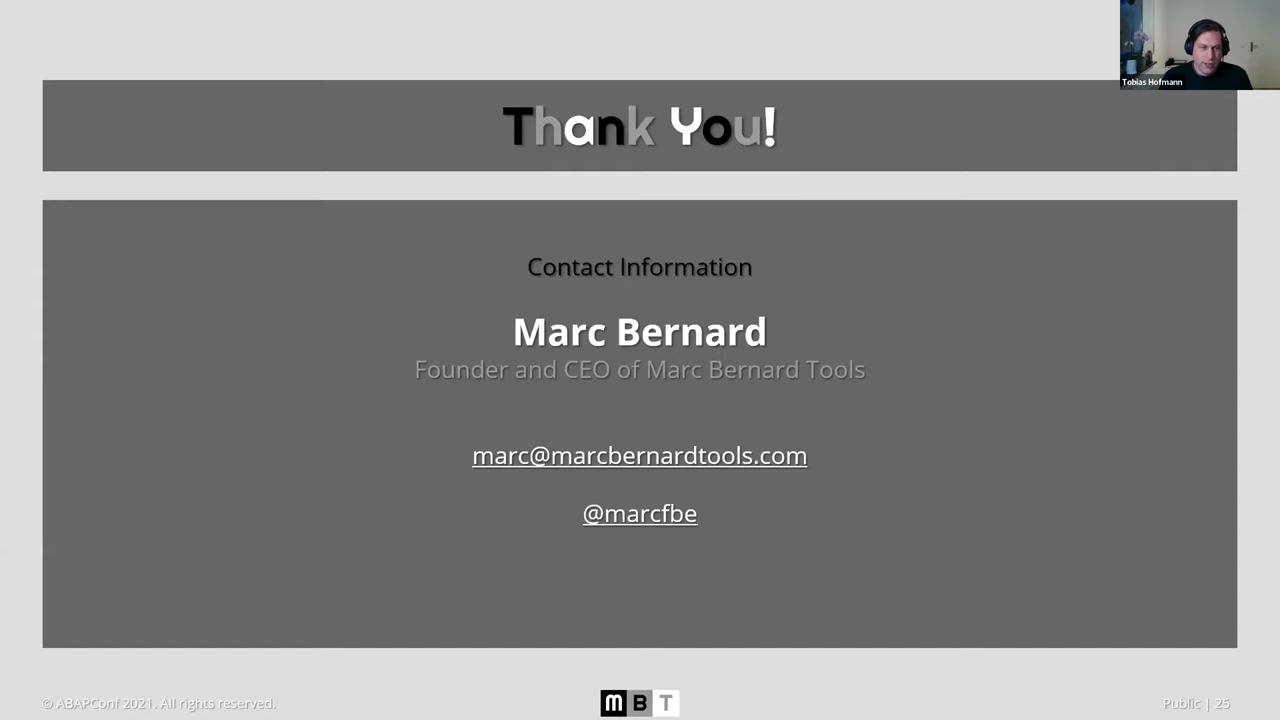 Tobias Hofmann
Thank You!
Contact Information
Marc Bernard
Founder and CEO of Marc Bernard Tools
marc@marcbernardtools.com
@marcfbe
© ABAPConf 2021. All rights reserved.
MBT
Public | 25